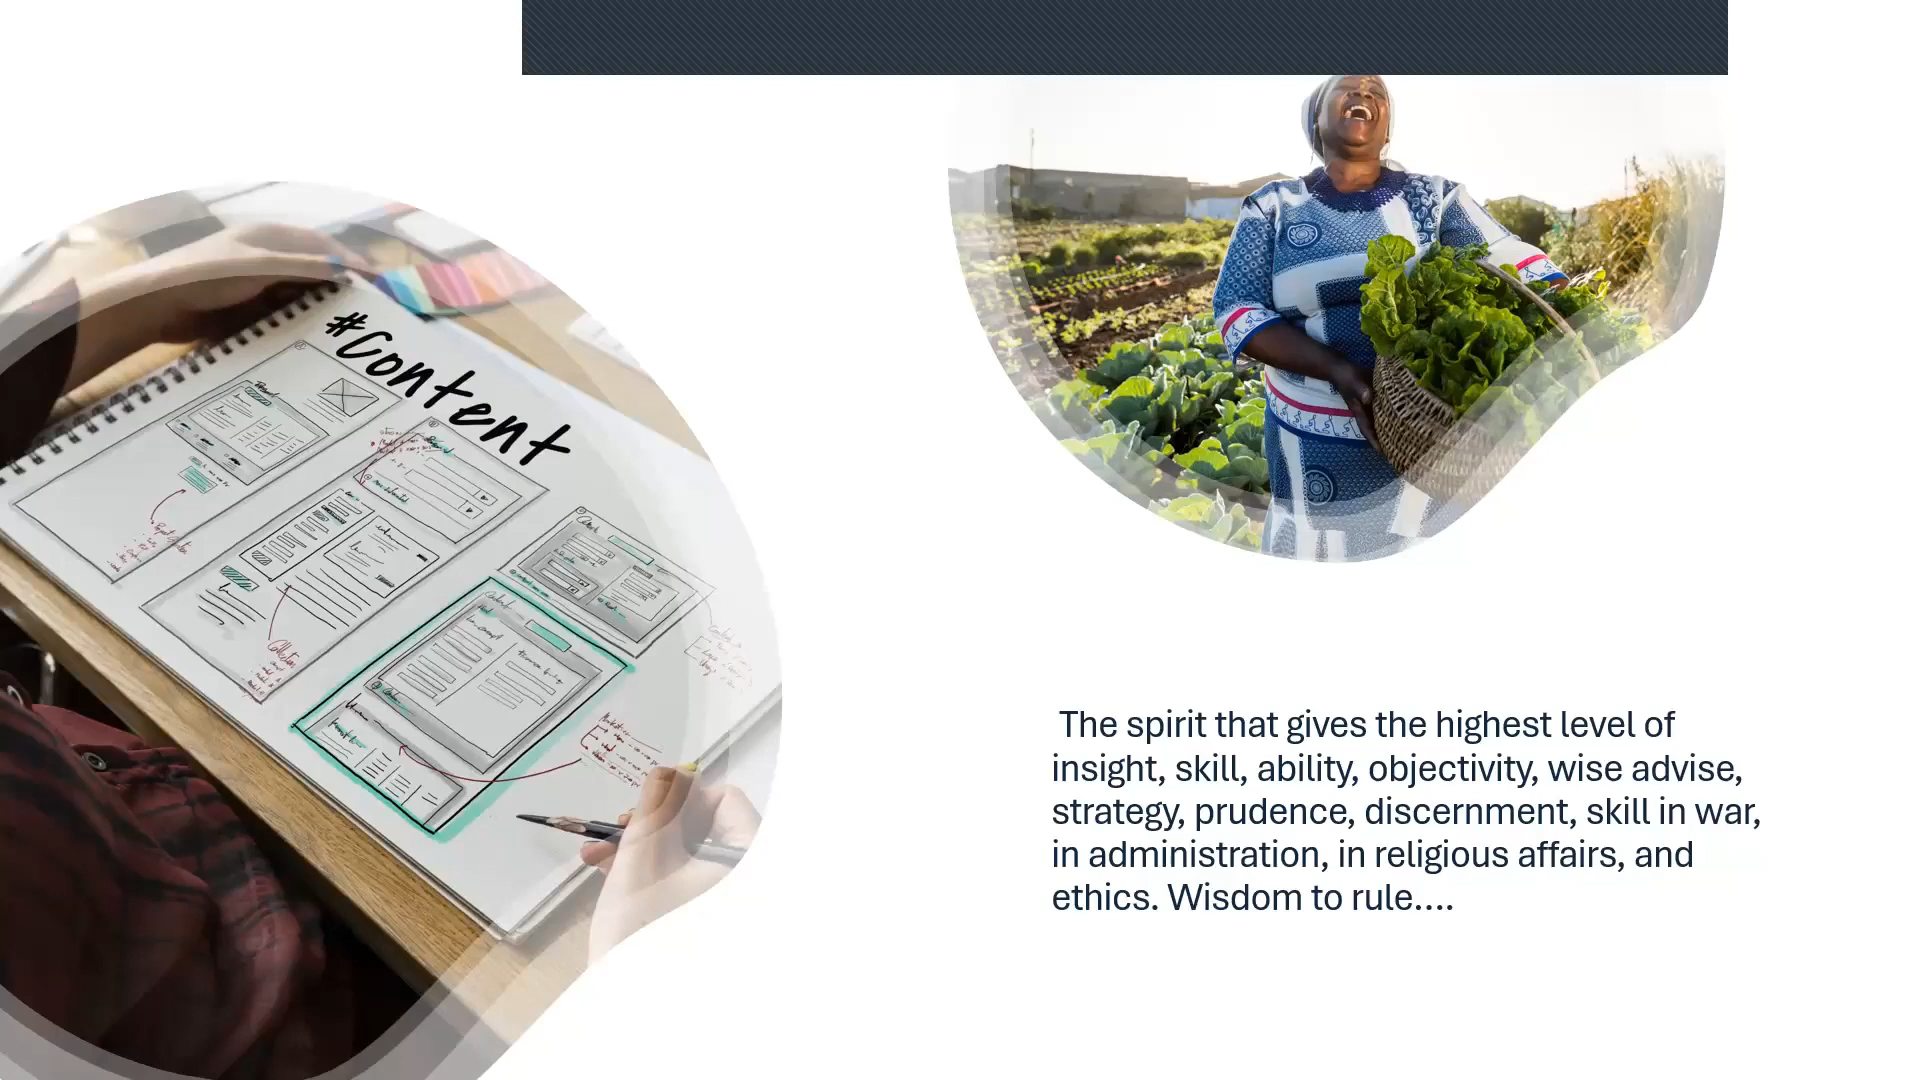 #Content
The spirit that gives the highest level of
insight, skill, ability, objectivity, wise advise,
strategy, prudence, discernment, skill in war,
in administration, in religious affairs, and
ethics. Wisdom to rule....